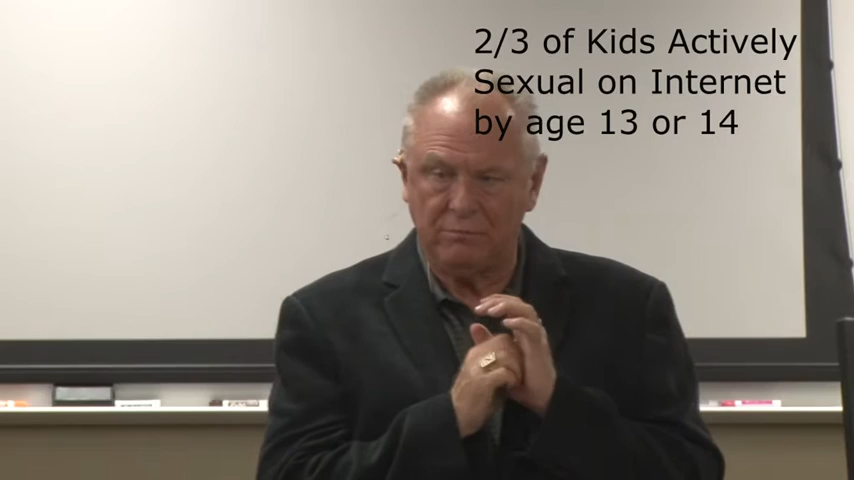 2/3 of Kids Actively
Sexual on Internet
by age 13 or 14